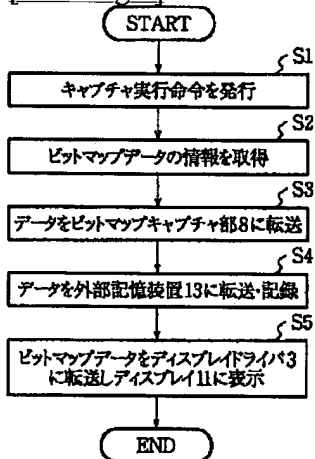 START
S1
キャプチャ実行命令を発行
S2
ビットマップデータの情報を取得
S3
データをビットマップキャプチャ部8に転送
S4
データを外部記憶装置13に転送・記録
S5
ビットマップデータをディスプレイドライバ3
に転送しディスプレイ11に表示
END